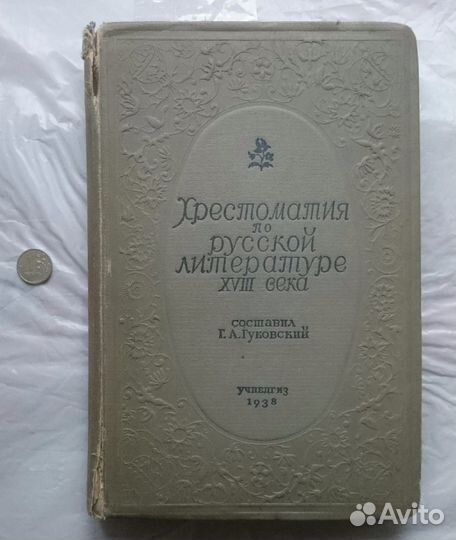 Хрестоматия
по
русской
литературе
XVIII века
составил
Г. А. Гуковский
УЧПЕДГИЗ
1938
Avito